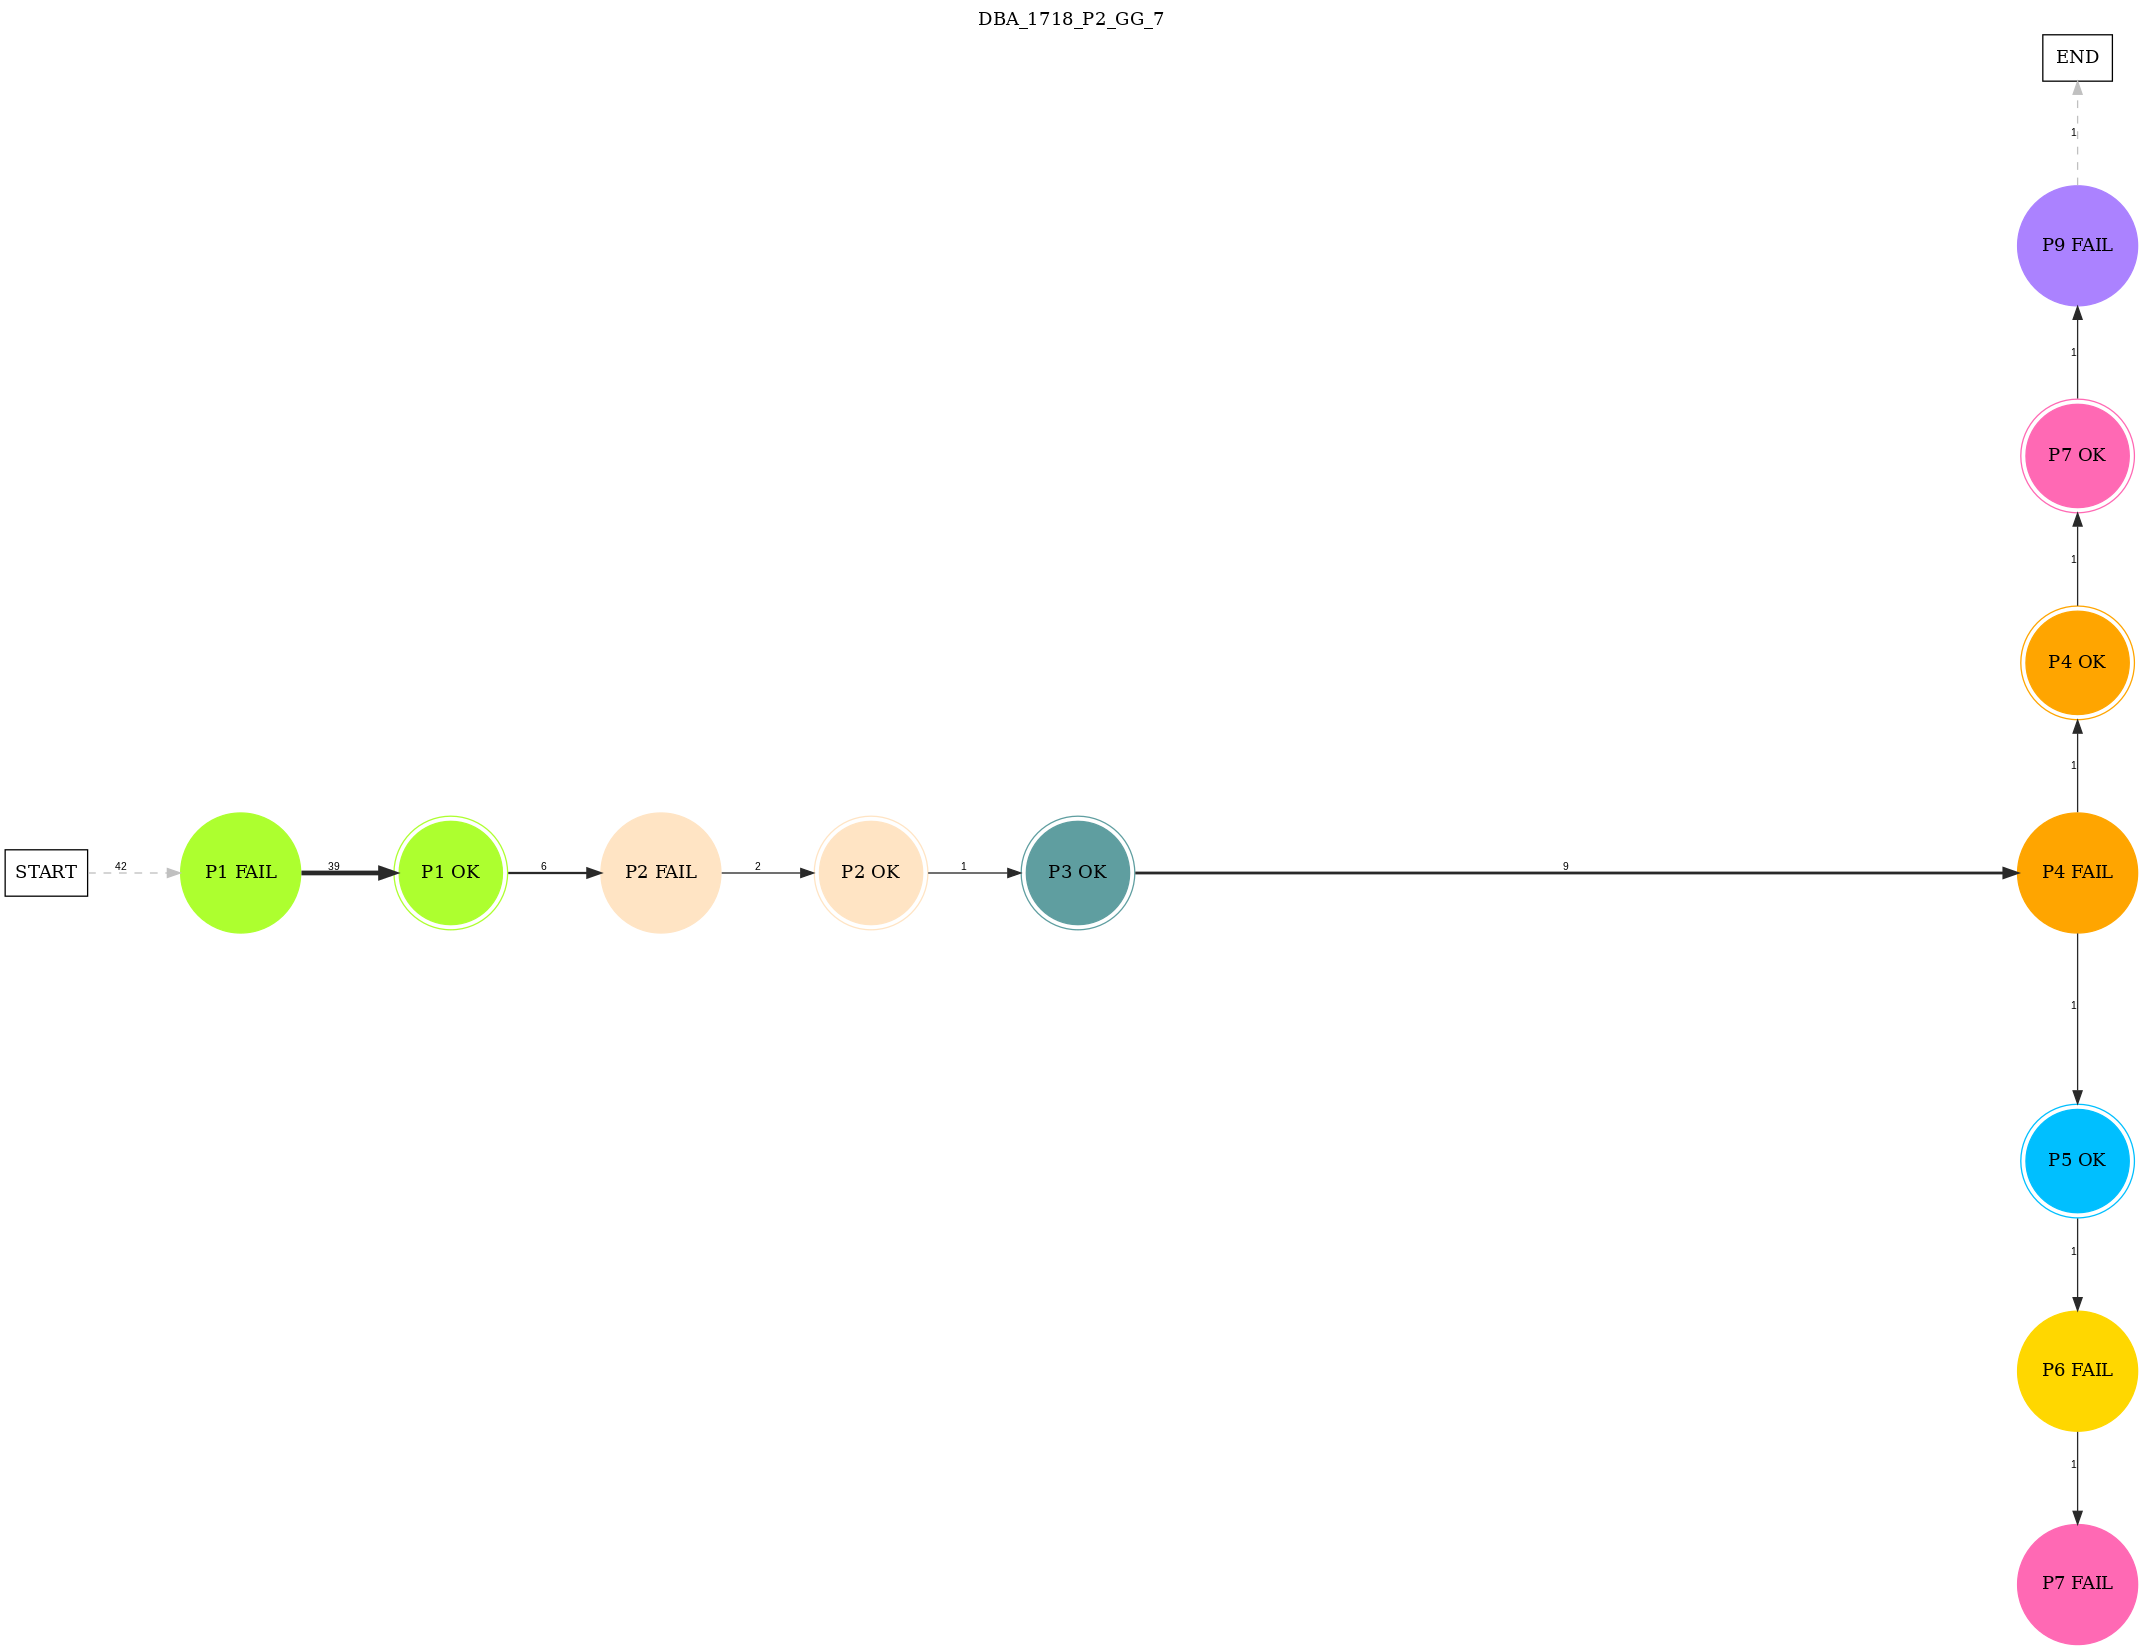 DBA_1718_P2_GG_7
END
1
P9 FAIL
1
P7 OK
1
P4 OK
1
START
42
P1 FAIL
39
P1 OK
6
P2 FAIL
2
P2 OK
1
P3 OK
9
P4 FAIL
1
P5 OK
1
P6 FAIL
1
P7 FAIL